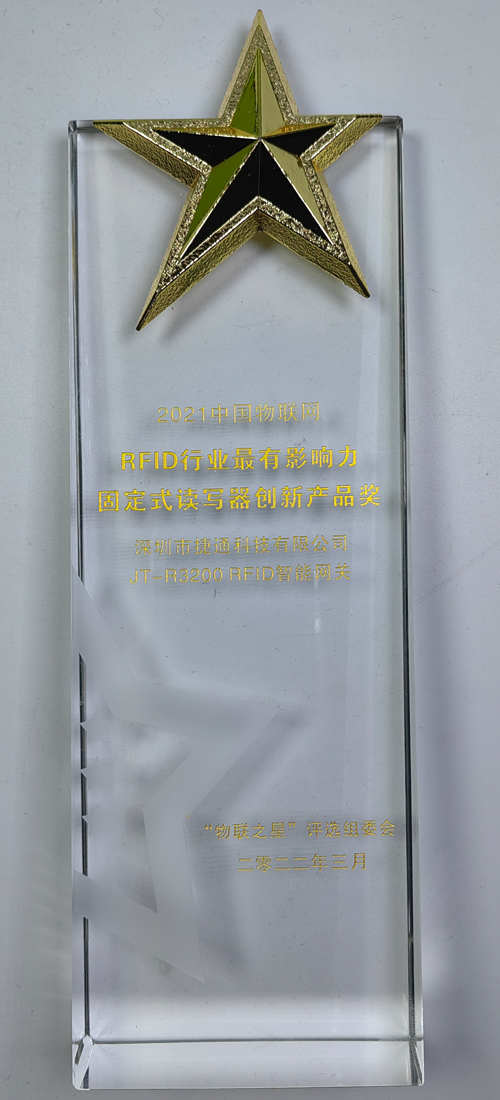 2021中国物联网
RFID行业最有影响力
固定式读写器创新产品奖
深圳市捷通科技有限公司
JT-R3200 RFID智能网关
“物联之星”评选组委会
二零二二年三月